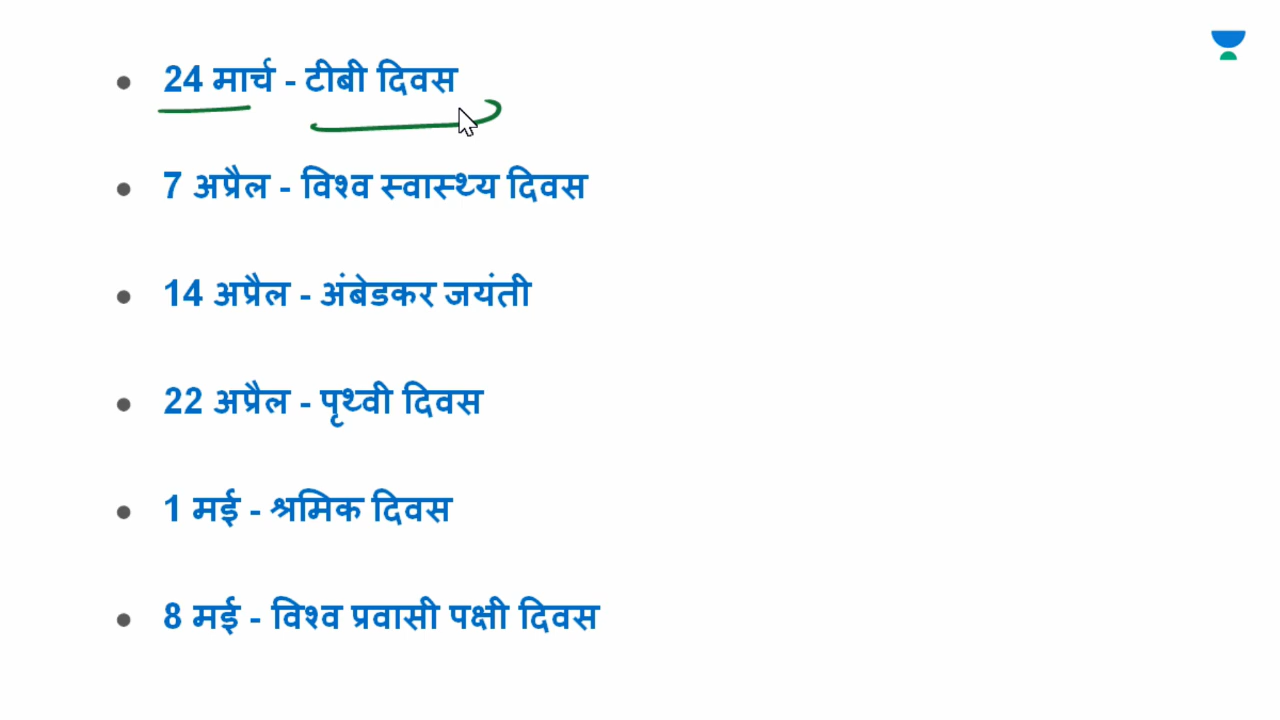 24 मार्च - टीबी दिवस
7 अप्रैल - विश्व स्वास्थ्य दिवस
14 अप्रैल - अंबेडकर जयंती
22 अप्रैल - पृथ्वी दिवस
1 मई - श्रमिक दिवस
8 मई - विश्व प्रवासी पक्षी दिवस